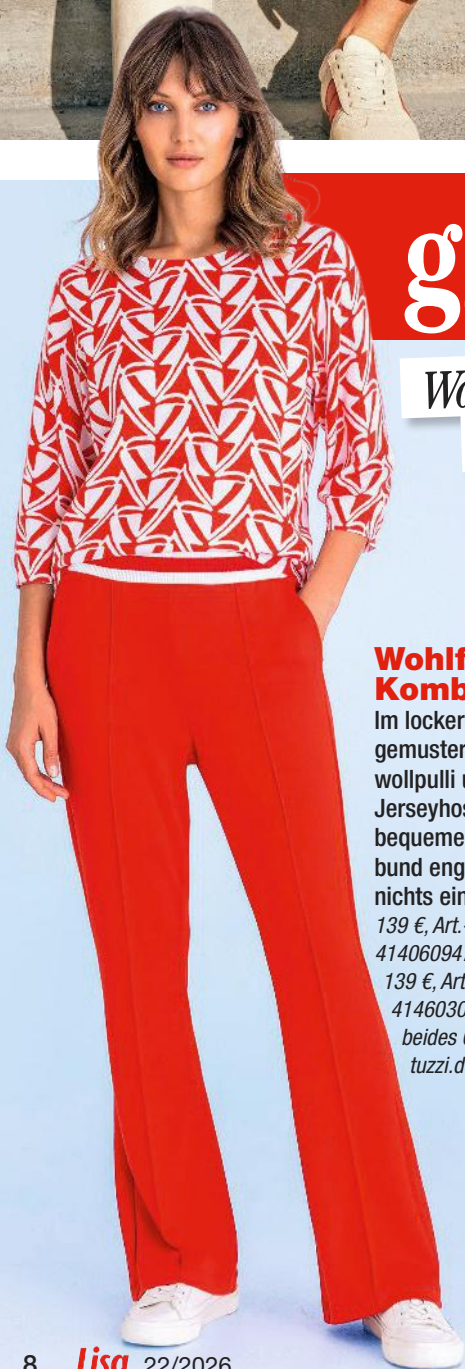 g
Wo
Wohlf
Komb
Im locker
gemuster
wollpulli u
Jerseyhos
bequeme
bund eng
nichts ein
139 €, Art.-
41406094
139 €, Art
4146030
beides
tuzzi.d
8 Lisa 22/2026